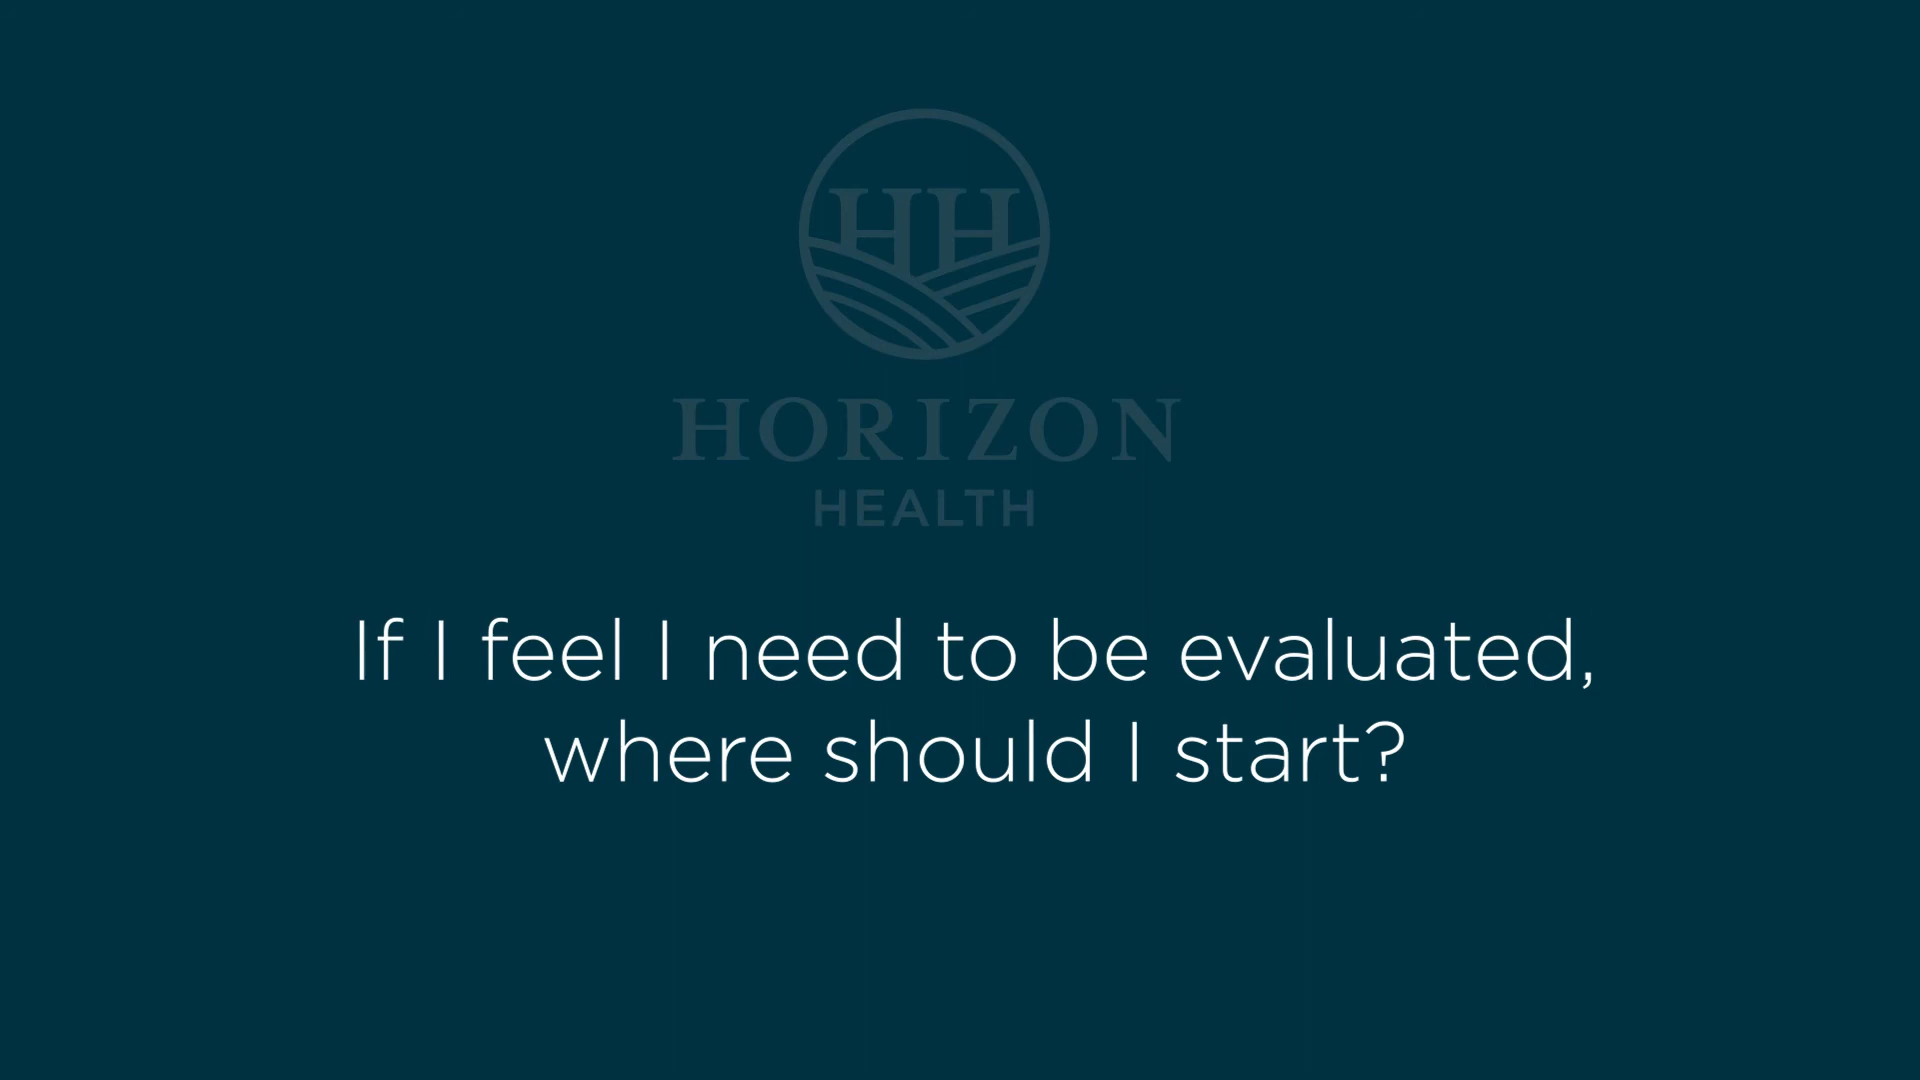 HH
HORIZON
HEALTH
If I feel I need to be evaluated,
where should I start?